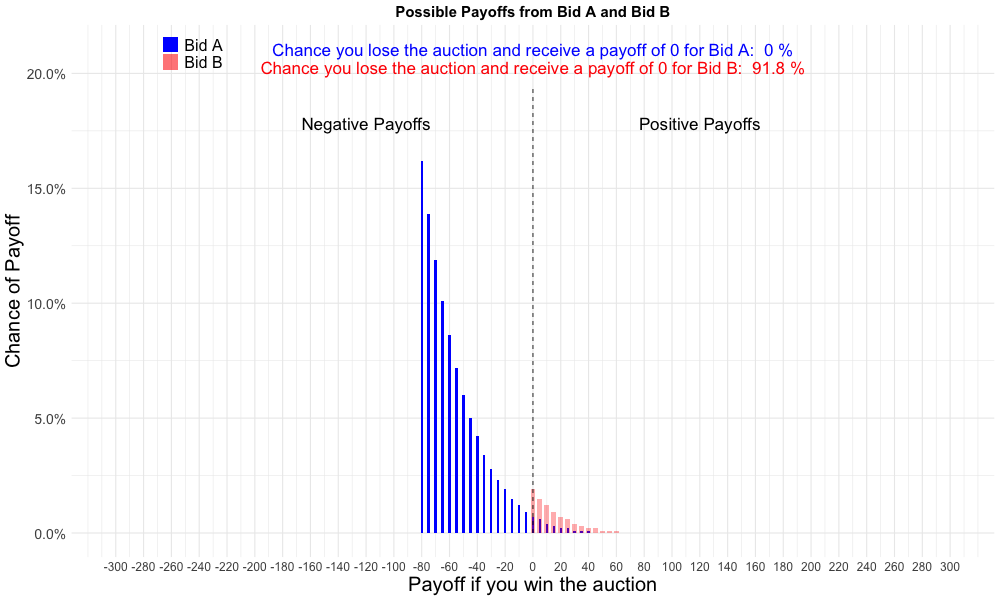 Possible Payoffs from Bid A and Bid B
Bid A
Bid B
Chance you lose the auction and receive a payoff of 0 for Bid A:  0 %
Chance you lose the auction and receive a payoff of 0 for Bid B:  91.8 %
Negative Payoffs
Positive Payoffs
Chance of Payoff
20.0%
15.0%
10.0%
5.0%
0.0%
-300 -280 -260 -240 -220 -200 -180 -160 -140 -120 -100 -80 -60 -40 -20 0 20 40 60 80 100 120 140 160 180 200 220 240 260 280 300
Payoff if you win the auction